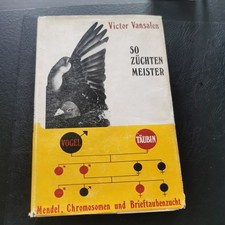 Victor Vansalen
SO
ZÜCHTEN
MEISTER
VOGEL
TÄUBIN
Mendel, Chromosomen und Brieftaubenzucht